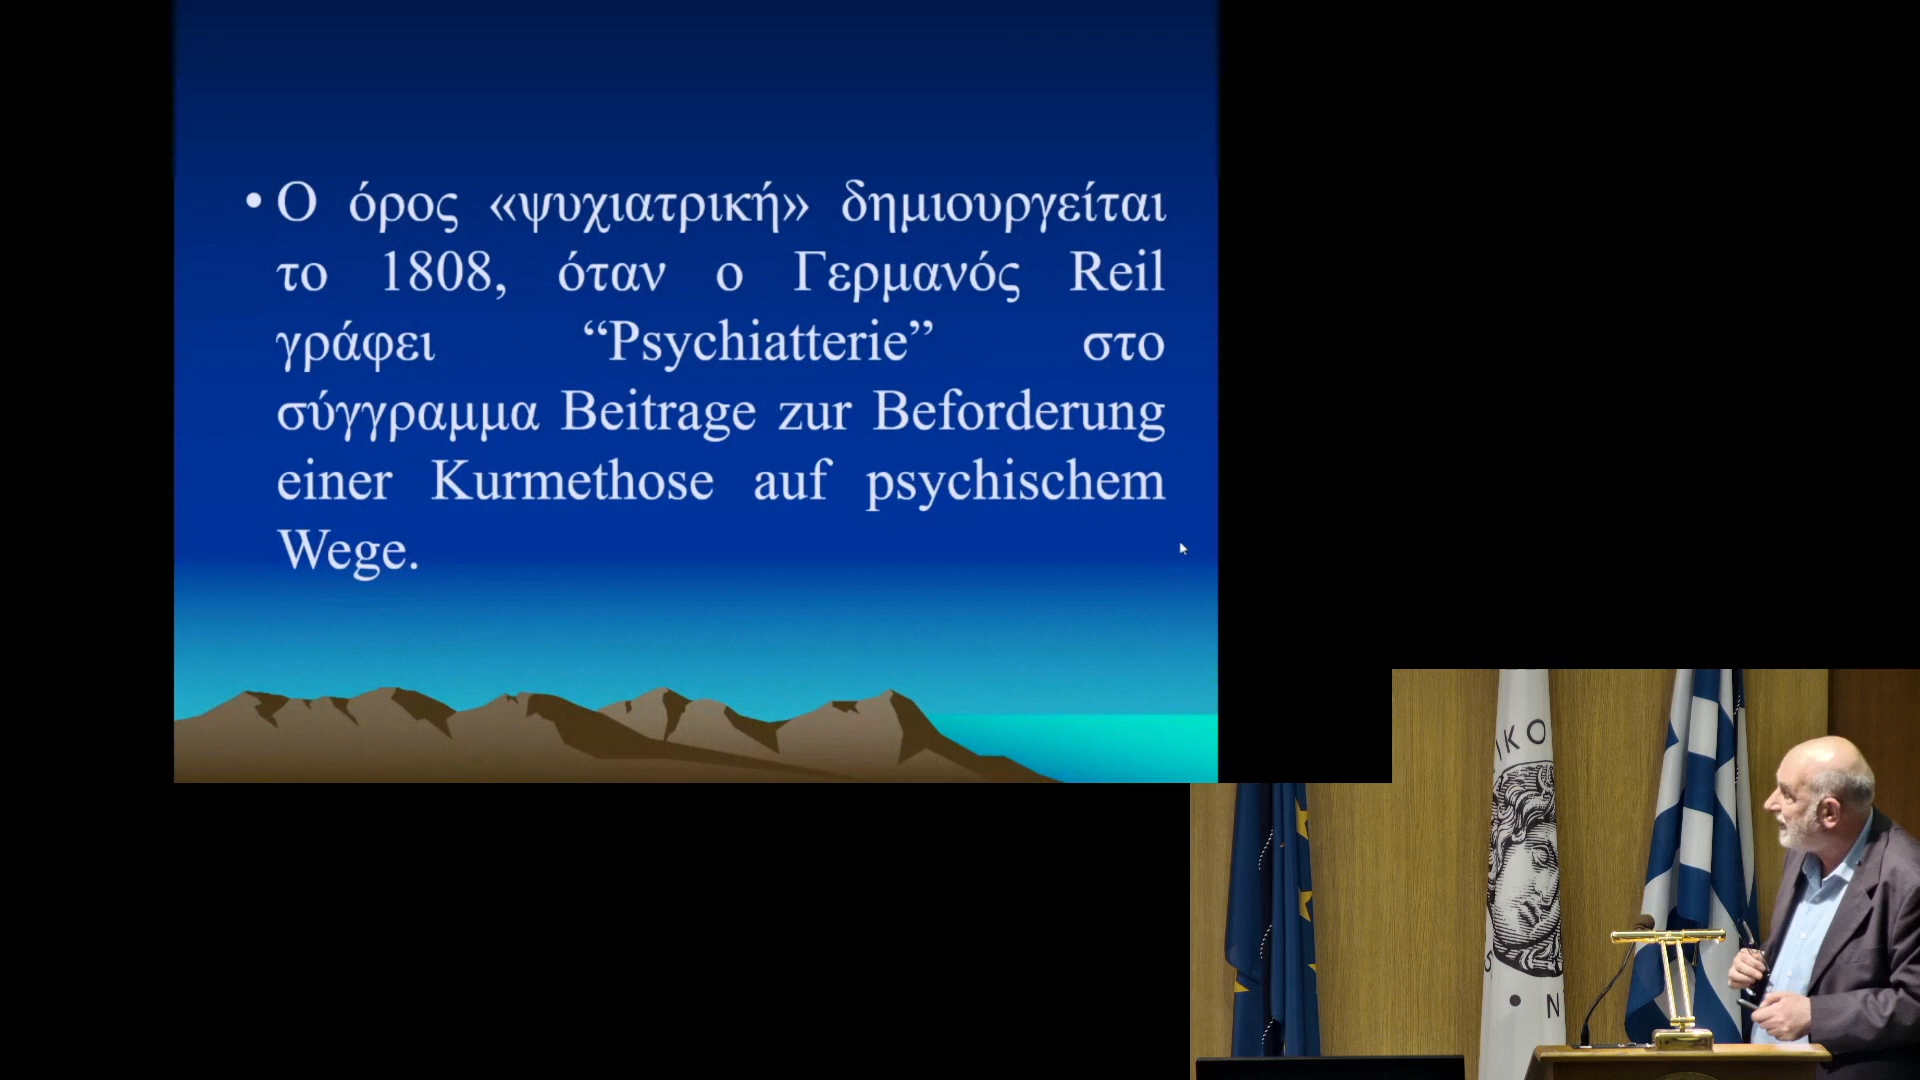 • Ο όρος «ψυχιατρική» δημιουργείται
το 1808, όταν ο Γερμανός Reil
γράφει “Psychiatterie” στο
σύγγραμμα Beitrage zur Beforderung
einer Kurmethose auf psychischem
Wege.
ΙΚΟ
• Ν